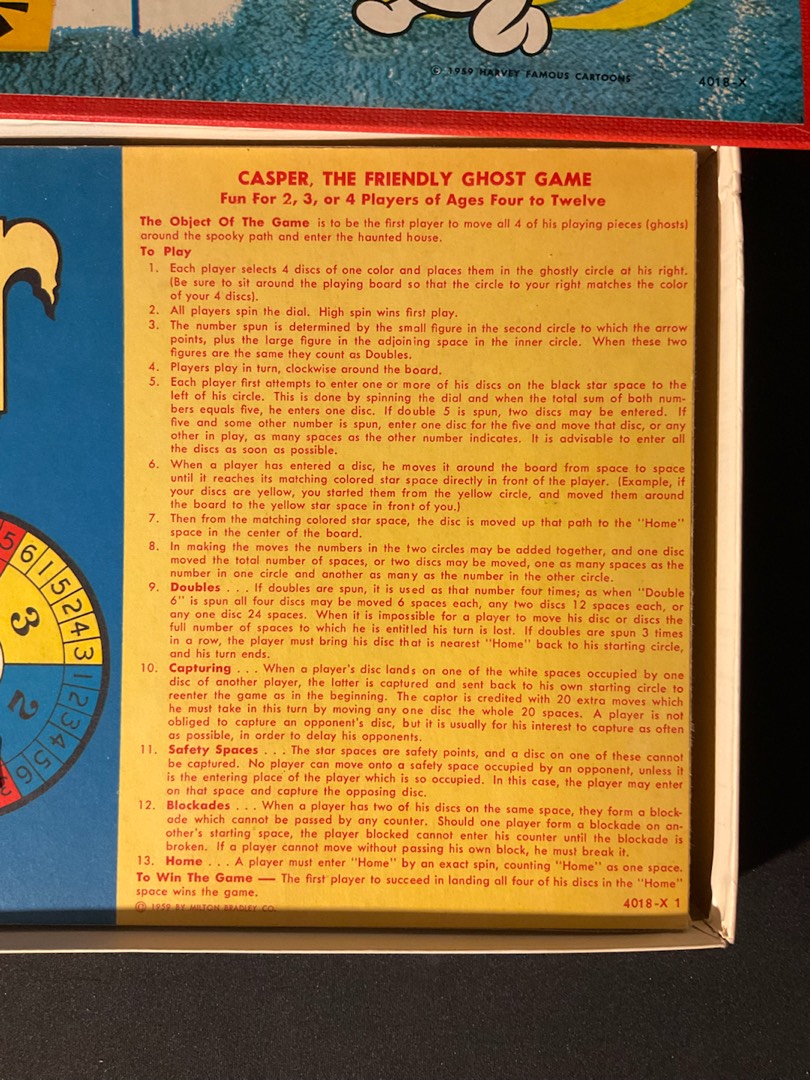 © 1959 HARVEY FAMOUS CARTOONS
4018-X
CASPER, THE FRIENDLY GHOST GAME
Fun For 2, 3, or 4 Players of Ages Four to Twelve
The Object Of The Game is to be the first player to move all 4 of his playing pieces (ghosts)
around the spooky path and enter the haunted house.
To Play
1. Each player selects 4 discs of one color and places them in the ghostly circle at his right.
(Be sure to sit around the playing board so that the circle to your right matches the color
of your 4 discs).
2. All players spin the dial. High spin wins first play.
3. The number spun is determined by the small figure in the second circle to which the arrow
points, plus the large figure in the adjoining space in the inner circle. When these two
figures are the same they count as Doubles.
4. Players play in turn, clockwise around the board.
5. Each player first attempts to enter one or more of his discs on the black star space to the
left of his circle. This is done by spinning the dial and when the total sum of both num-
bers equals five, he enters one disc. If double 5 is spun, two discs may be entered. If
five and some other number is spun, enter one disc for the five and move that disc, or any
other in play, as many spaces as the other number indicates. It is advisable to enter all
the discs as soon as possible.
6. When a player has entered a disc, he moves it around the board from space to space
until it reaches its matching colored star space directly in front of the player. (Example, if
your discs are yellow, you started them from the yellow circle, and moved them around
the board to the yellow star space in front of you.)
7. Then from the matching colored star space, the disc is moved up that path to the "Home"
space in the center of the board.
8. In making the moves the numbers in the two circles may be added together, and one disc
moved the total number of spaces, or two discs may be moved, one as many spaces as the
number in one circle and another as many as the number in the other circle.
9. Doubles . . . If doubles are spun, it is used as that number four times; as when "Double
6" is spun all four discs may be moved 6 spaces each, any two discs 12 spaces each, or
any one disc 24 spaces. When it is impossible for a player to move his disc or discs the
full number of spaces to which he is entitled his turn is lost. If doubles are spun 3 times
in a row, the player must bring his disc that is nearest "Home" back to his starting circle,
and his turn ends.
10. Capturing . . . When a player's disc lands on one of the white spaces occupied by one
disc of another player, the latter is captured and sent back to his own starting circle to
reenter the game as in the beginning. The captor is credited with 20 extra moves which
he must take in this turn by moving any one disc the whole 20 spaces. A player is not
obliged to capture an opponent's disc, but it is usually for his interest to capture as often
as possible, in order to delay his opponents.
11. Safety Spaces . . . The star spaces are safety points, and a disc on one of these cannot
be captured. No player can move onto a safety space occupied by an opponent, unless it
is the entering place of the player which is so occupied. In this case, the player may enter
on that space and capture the opposing disc.
12. Blockades . . . When a player has two of his discs on the same space, they form a block-
ade which cannot be passed by any counter. Should one player form a blockade on an-
other's starting space, the player blocked cannot enter his counter until the blockade is
broken. If a player cannot move without passing his own block, he must break it.
13. Home . . . A player must enter "Home" by an exact spin, counting "Home" as one space.
To Win The Game — The first player to succeed in landing all four of his discs in the "Home"
space wins the game.
© 1959 BY MILTON BRADLEY CO.
4018-X 1
r
5 6 1 5 2 4 3 1 2 3 4 5 6
3
2